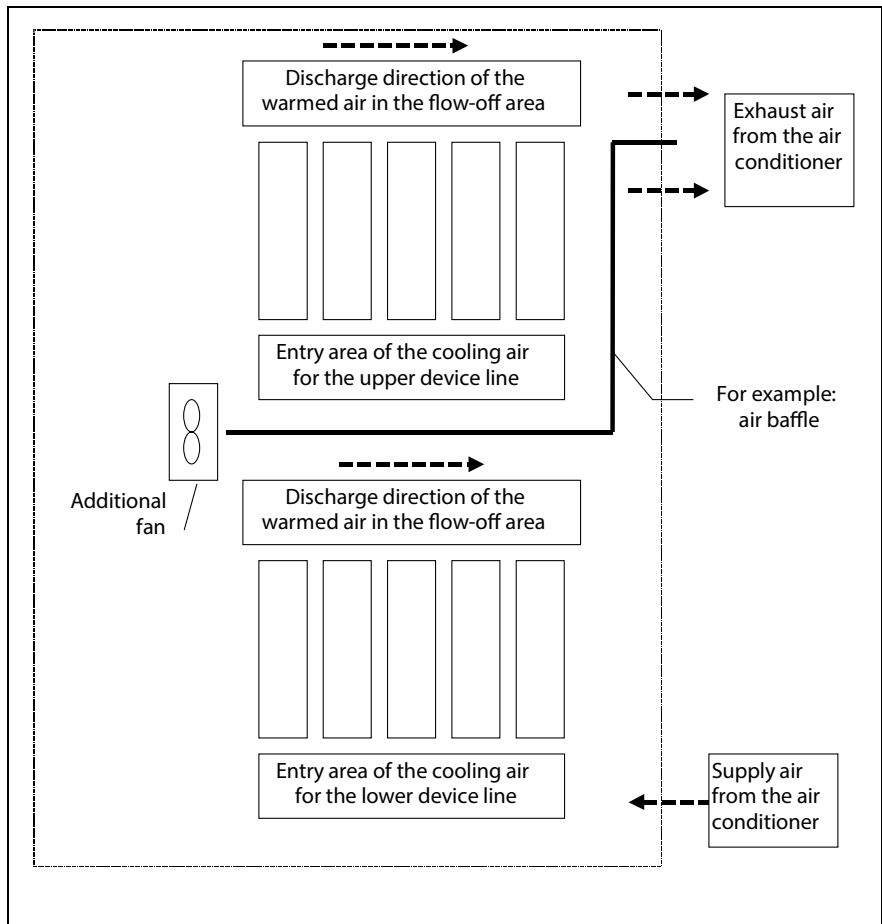 Discharge direction of the
warmed air in the flow-off area
Exhaust air
from the air
conditioner
Entry area of the cooling air
for the upper device line
For example:
air baffle
Additional
fan
Discharge direction of the
warmed air in the flow-off area
Entry area of the cooling air
for the lower device line
Supply air
from the air
conditioner